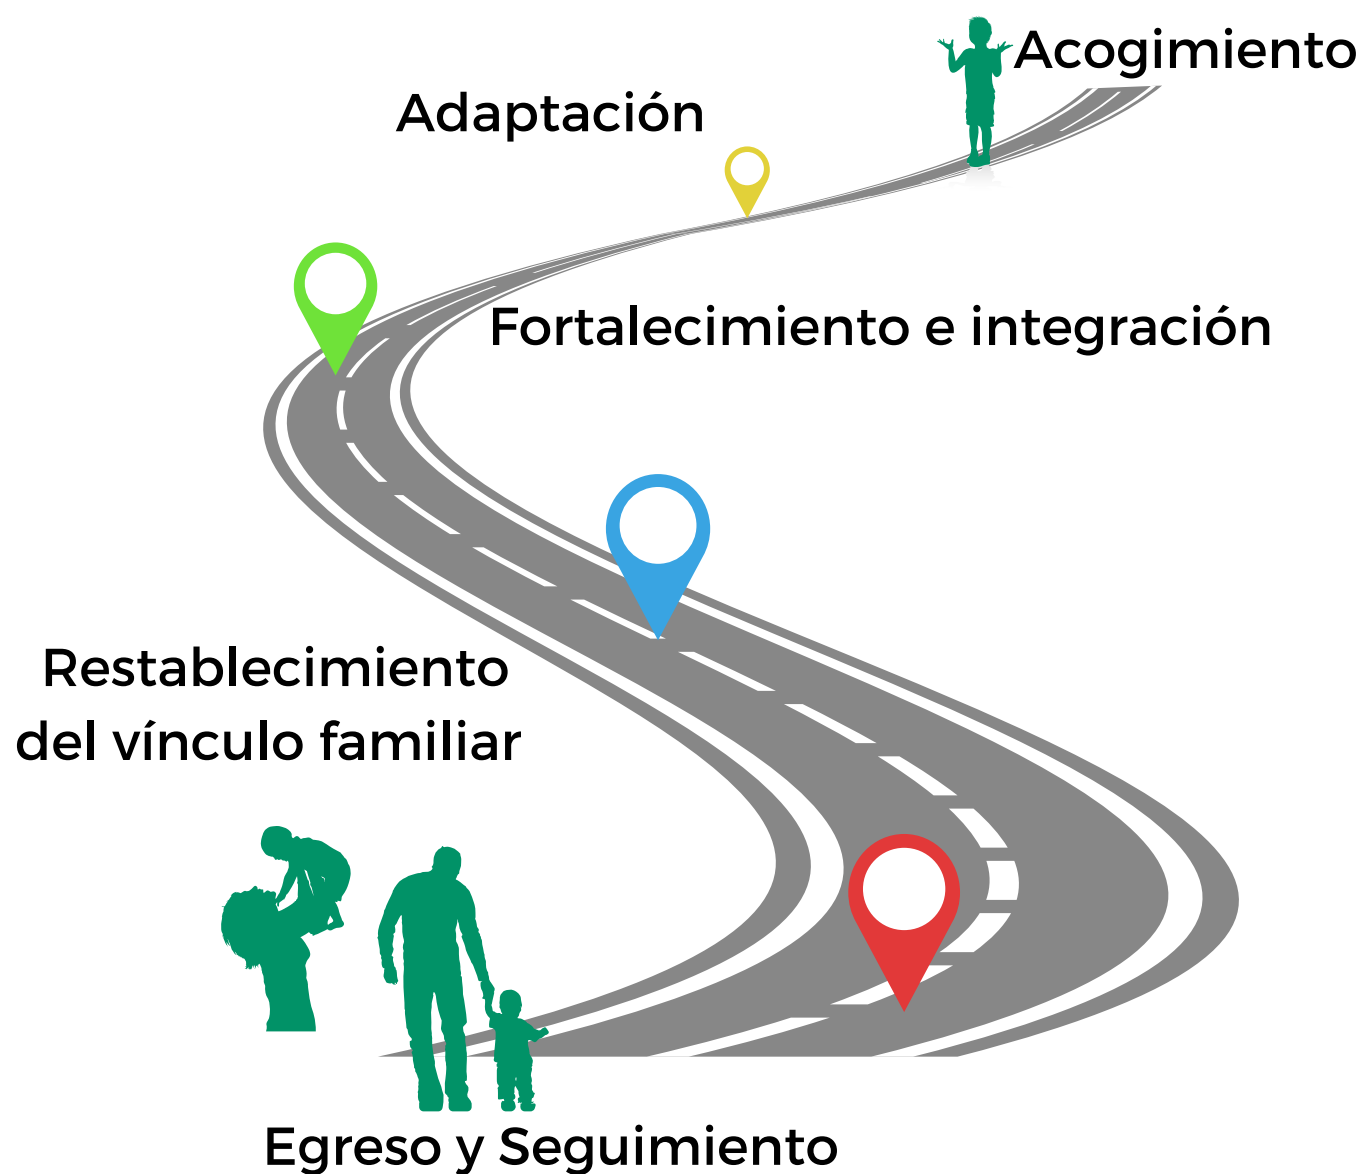 Acogimiento
Adaptación
Fortalecimiento e integración
Restablecimiento
del vínculo familiar
Egreso y Seguimiento